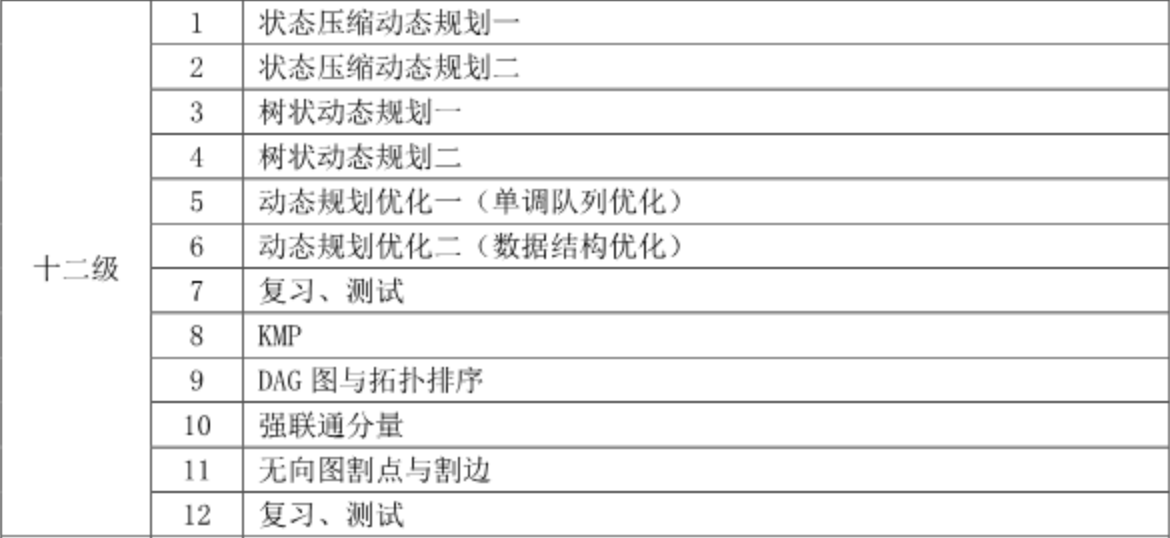 十二级
1 状态压缩动态规划一
2 状态压缩动态规划二
3 树状动态规划一
4 树状动态规划二
5 动态规划优化一（单调队列优化）
6 动态规划优化二（数据结构优化）
7 复习、测试
8 KMP
9 DAG 图与拓扑排序
10 强联通分量
11 无向图割点与割边
12 复习、测试